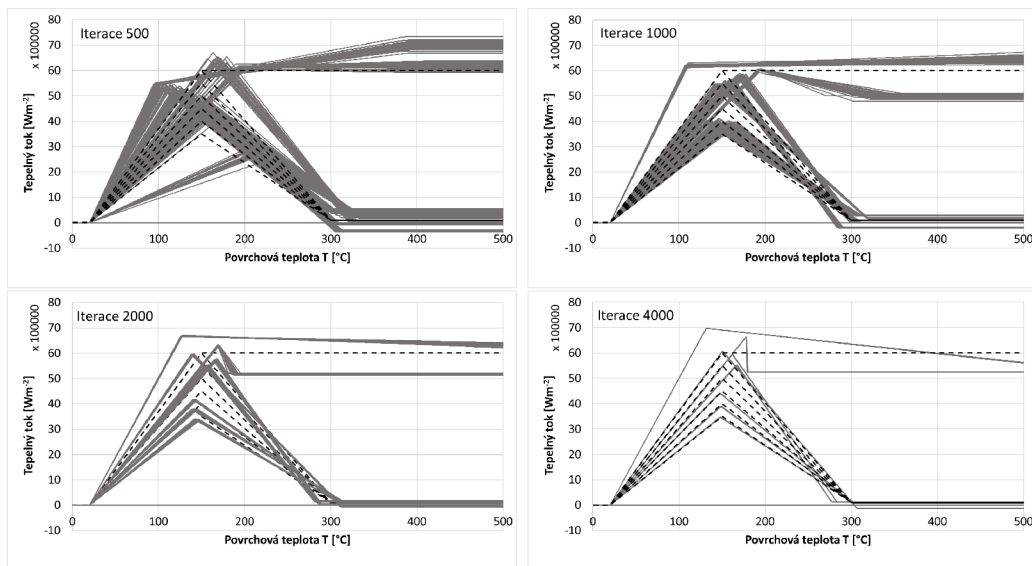 Iterace 500
x 100000
80
70
60
50
40
30
20
10
0
-10
0 100 200 300 400 500
Tepelný tok [Wm-2]
Povrchová teplota T [°C]
Iterace 1000
x 100000
80
70
60
50
40
30
20
10
0
-10
0 100 200 300 400 500
Tepelný tok [Wm-2]
Povrchová teplota T [°C]
Iterace 2000
x 100000
80
70
60
50
40
30
20
10
0
-10
0 100 200 300 400 500
Tepelný tok [Wm-2]
Povrchová teplota T [°C]
Iterace 4000
x 100000
80
70
60
50
40
30
20
10
0
-10
0 100 200 300 400 500
Tepelný tok [Wm-2]
Povrchová teplota T [°C]